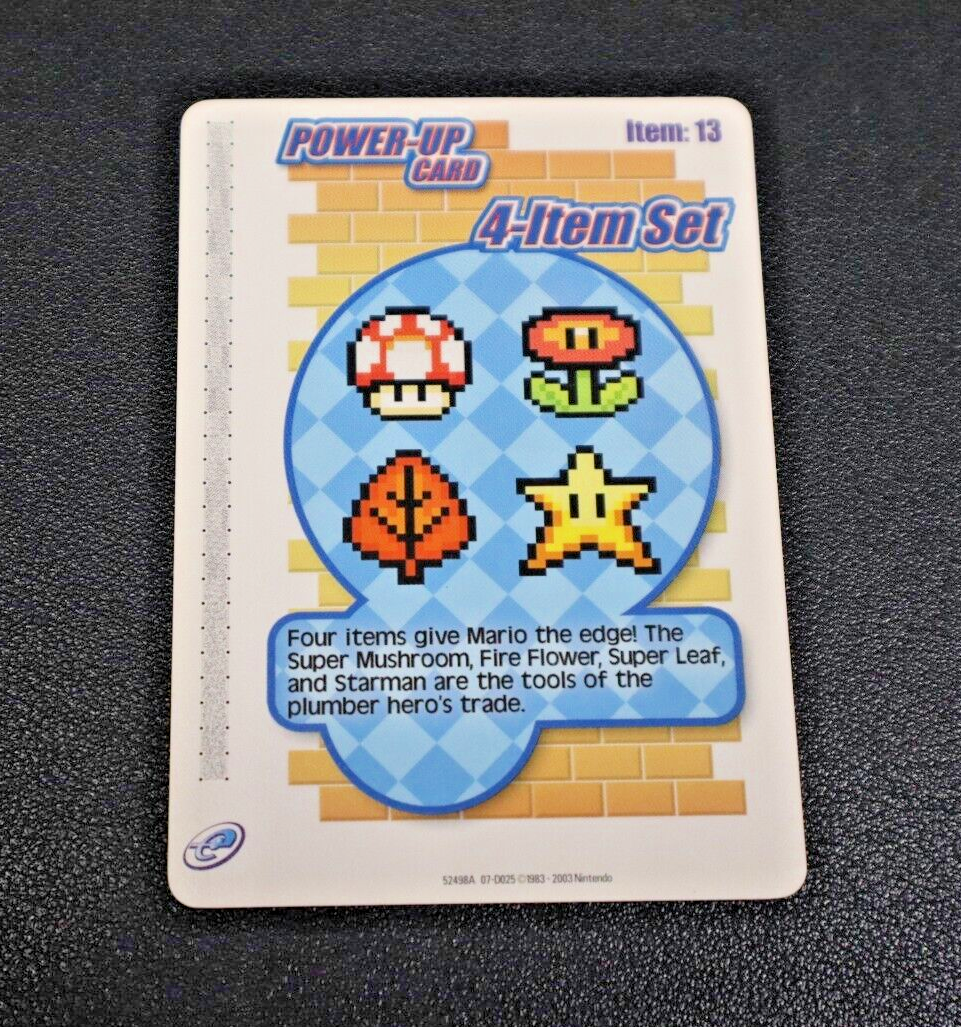 POWER-UP
CARD
Item: 13
4-Item Set
Four items give Mario the edge! The
Super Mushroom, Fire Flower, Super Leaf,
and Starman are the tools of the
plumber hero's trade.
e
52498A 07-D025 ©1983 - 2003 Nintendo